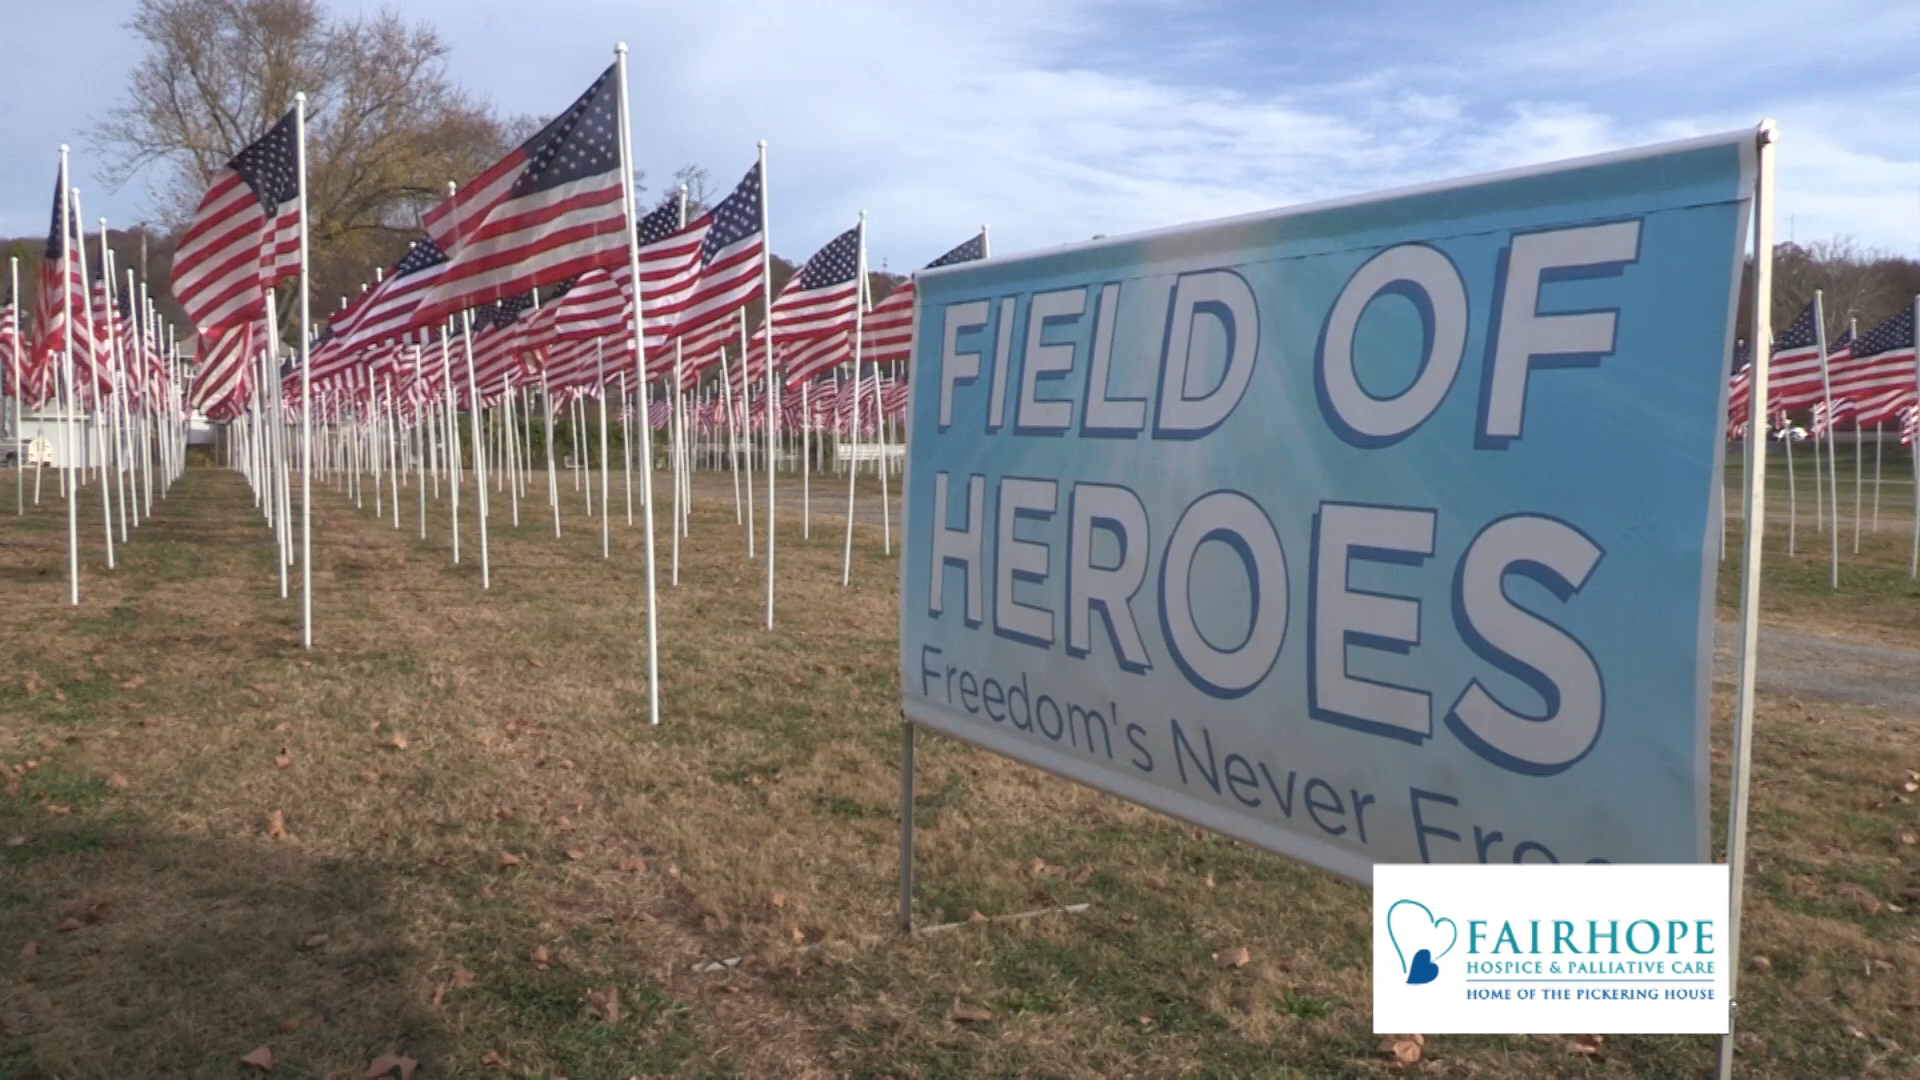 FIELD OF
HEROES
Freedom's Never
FAIRHOPE
HOSPICE & PALLIATIVE CARE
HOME OF THE PICKERING HOUSE